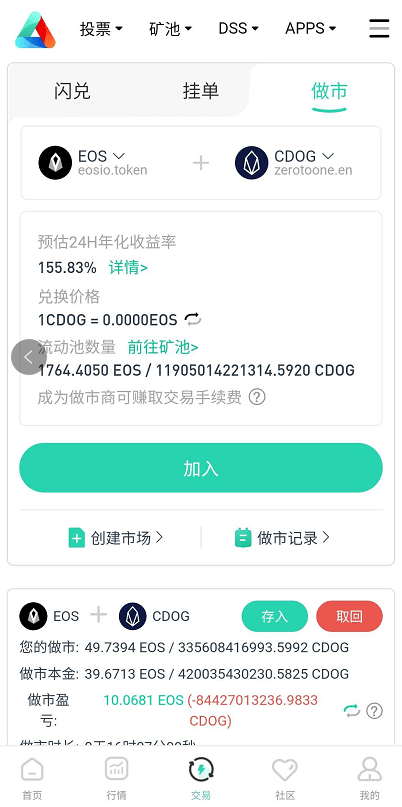 投票 矿池 DSS APPS
闪兑 挂单 做市
EOS CDOG
eosio.token + zerotoone.en
预估24H年化收益率
155.83% 详情>
兑换价格
1CDOG = 0.0000EOS
流动池数量 前往矿池>
1764.4050 EOS / 11905014221314.5920 CDOG
成为做市商可赚取交易手续费 ?
加入
创建市场 做市记录
EOS + CDOG 存入 取回
您的做市: 49.7394 EOS / 335608416993.5992 CDOG
做市本金: 39.6713 EOS / 420035430230.5825 CDOG
做市盈 10.0681 EOS (-84427013236.9833
亏: CDOG) ?
首页 行情 交易 社区 我的